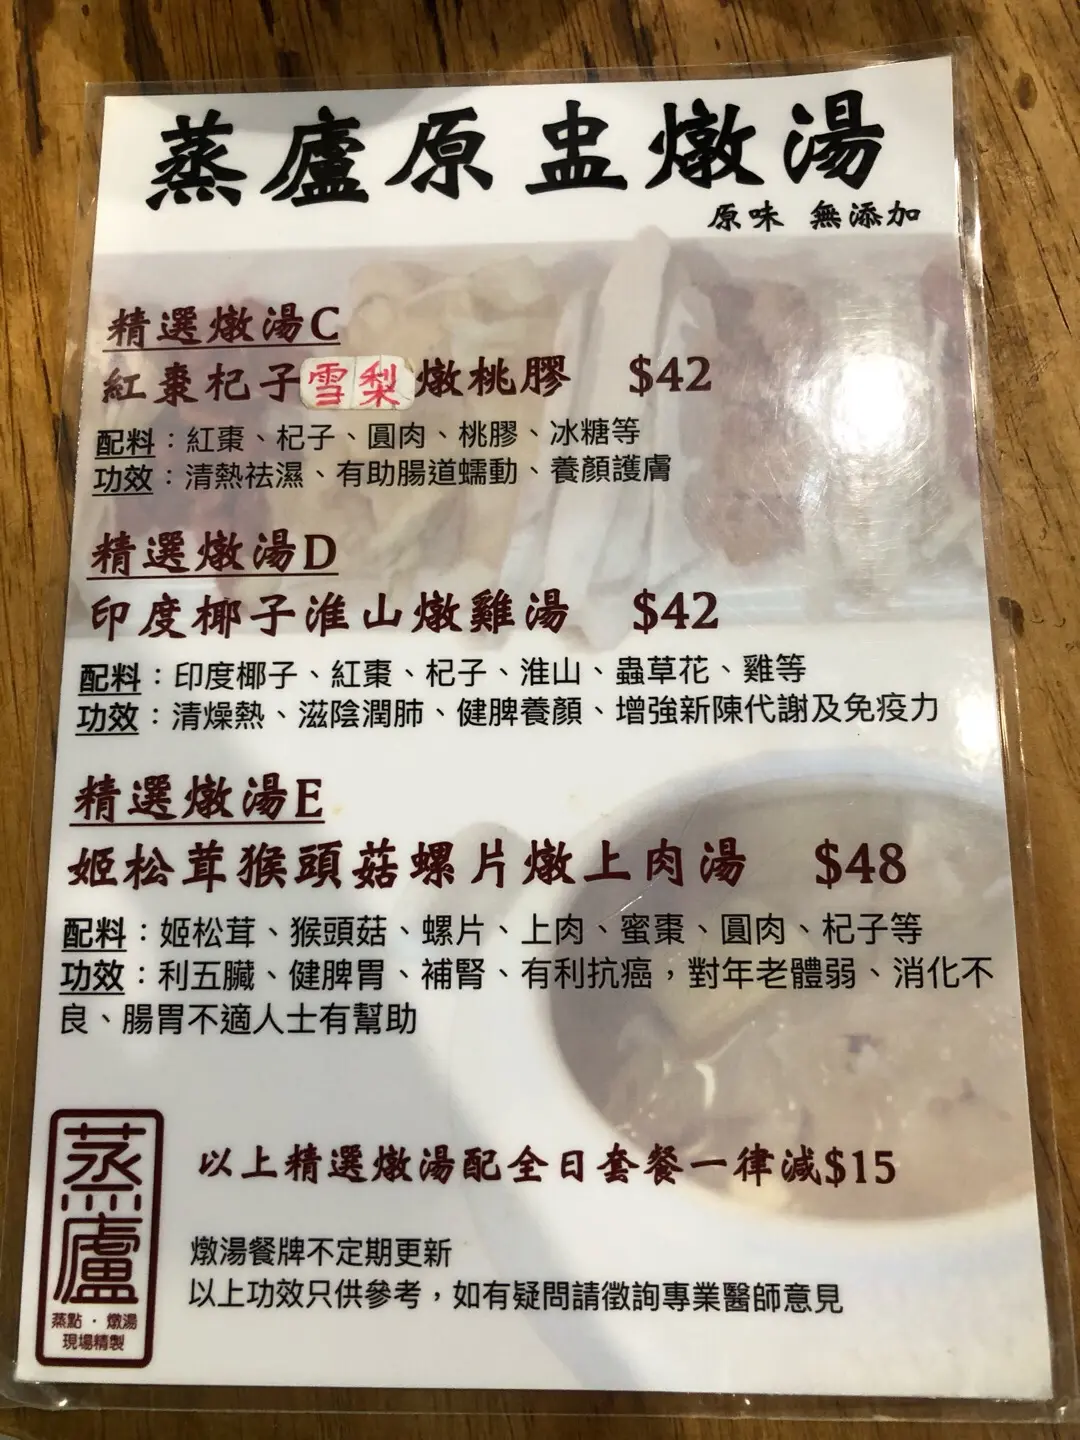 蒸廬原盅燉湯
原味 無添加
精選燉湯C
紅棗杞子雪梨燉桃膠 $42
配料：紅棗、杞子、圓肉、桃膠、冰糖等
功效：清熱祛濕、有助腸道蠕動、養顏護膚
精選燉湯D
印度椰子淮山燉雞湯 $42
配料：印度椰子、紅棗、杞子、淮山、蟲草花、雞等
功效：清燥熱、滋陰潤肺、健脾養顏、增強新陳代謝及免疫力
精選燉湯E
姬松茸猴頭菇螺片燉上肉湯 $48
配料：姬松茸、猴頭菇、螺片、上肉、蜜棗、圓肉、杞子等
功效：利五臟、健脾胃、補腎、有利抗癌，對年老體弱、消化不
良、腸胃不適人士有幫助
以上精選燉湯配全日套餐一律減$15
燉湯餐牌不定期更新
以上功效只供參考，如有疑問請徵詢專業醫師意見
蒸廬
蒸點·燉湯
現場精製